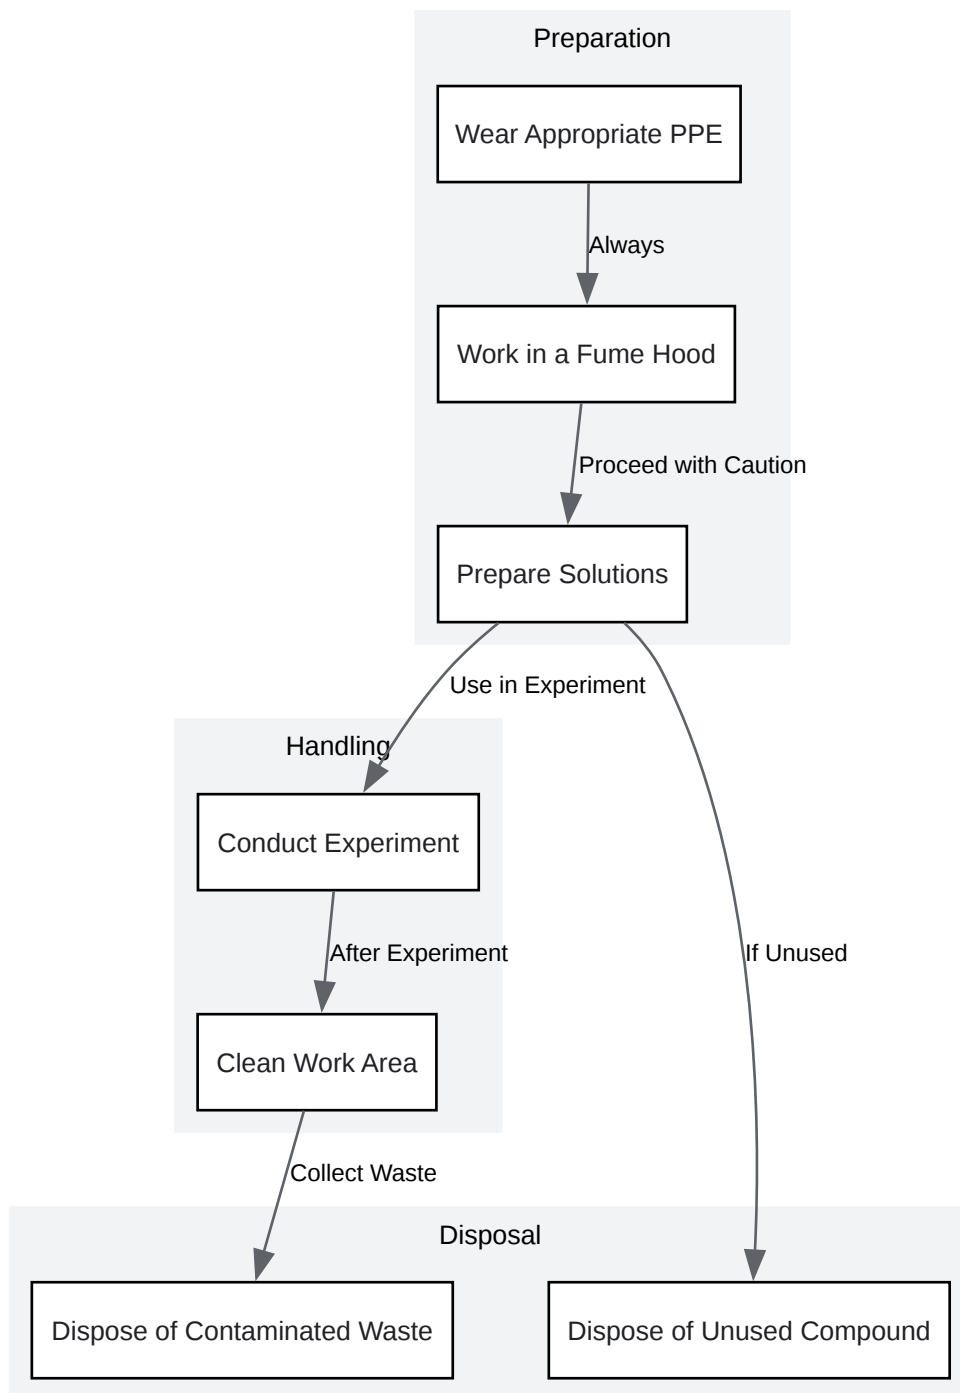 Preparation
Wear Appropriate PPE
Always
Work in a Fume Hood
Proceed with Caution
Prepare Solutions
Use in Experiment
Handling
Conduct Experiment
After Experiment
If Unused
Clean Work Area
Collect Waste
Disposal
Dispose of Contaminated Waste
Dispose of Unused Compound